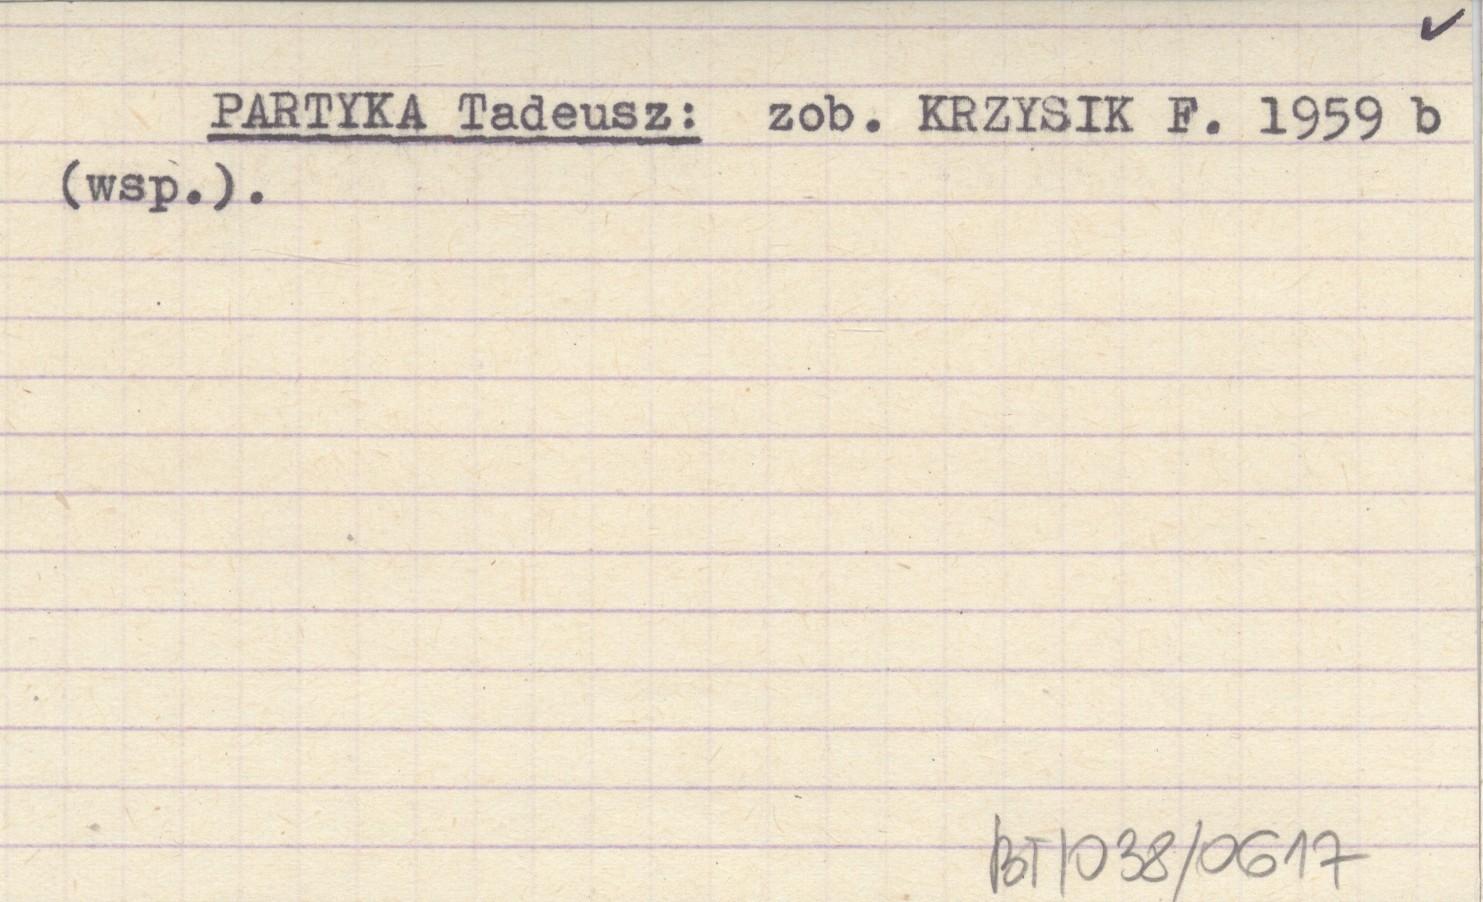 PARTYKA Tadeusz: zob. KRZYSIK F. 1959 b
(wsp.).
BT/038/0617